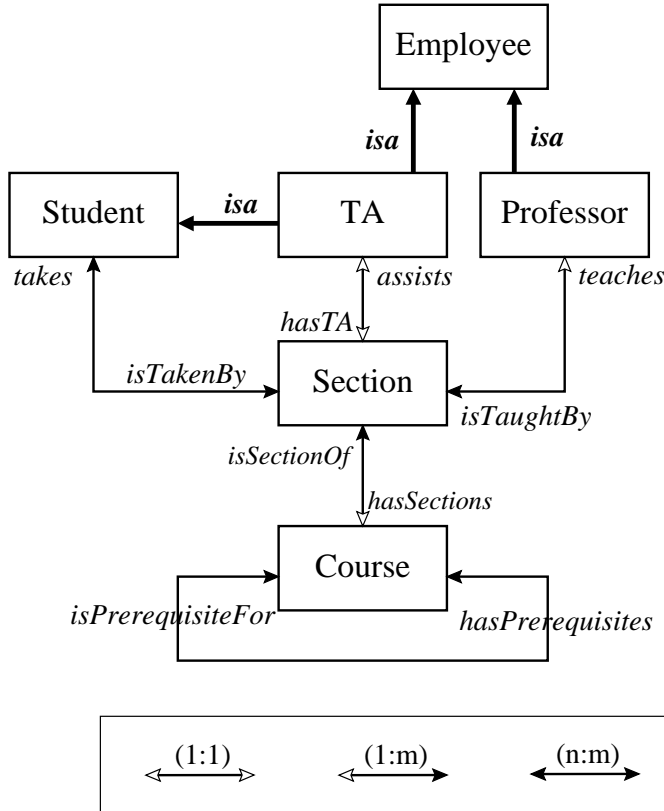 Employee
isa
isa
Student
isa
TA
Professor
takes
assists
teaches
hasTA
isTakenBy
Section
isTaughtBy
isSectionOf
hasSections
Course
isPrerequisiteFor
hasPrerequisites
(1:1)
(1:m)
(n:m)